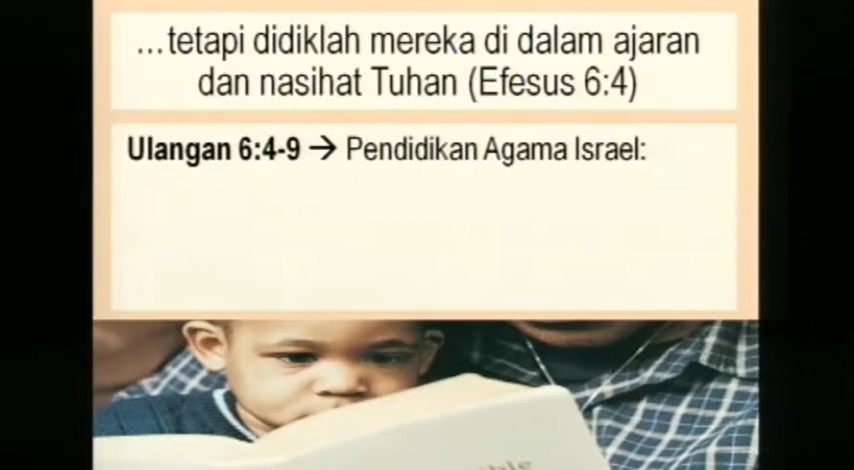 ...tetapi didiklah mereka di dalam ajaran
dan nasihat Tuhan (Efesus 6:4)
Ulangan 6:4-9 → Pendidikan Agama Israel: